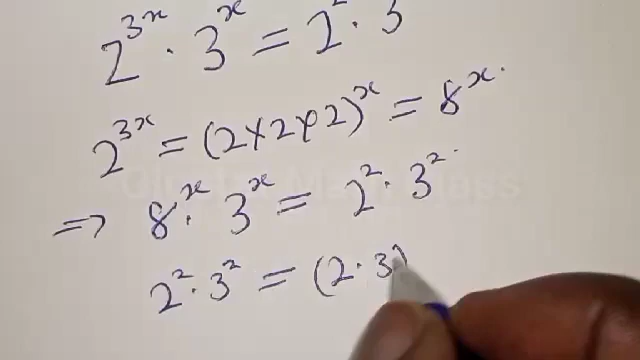 2^{3x} · 3^x = 2^2 · 3
2^{3x} = (2×2×2)^x = 8^x.
⇒ 8^x · 3^x = 2^2 · 3^2.
2^2 · 3^2 = (2 · 3)